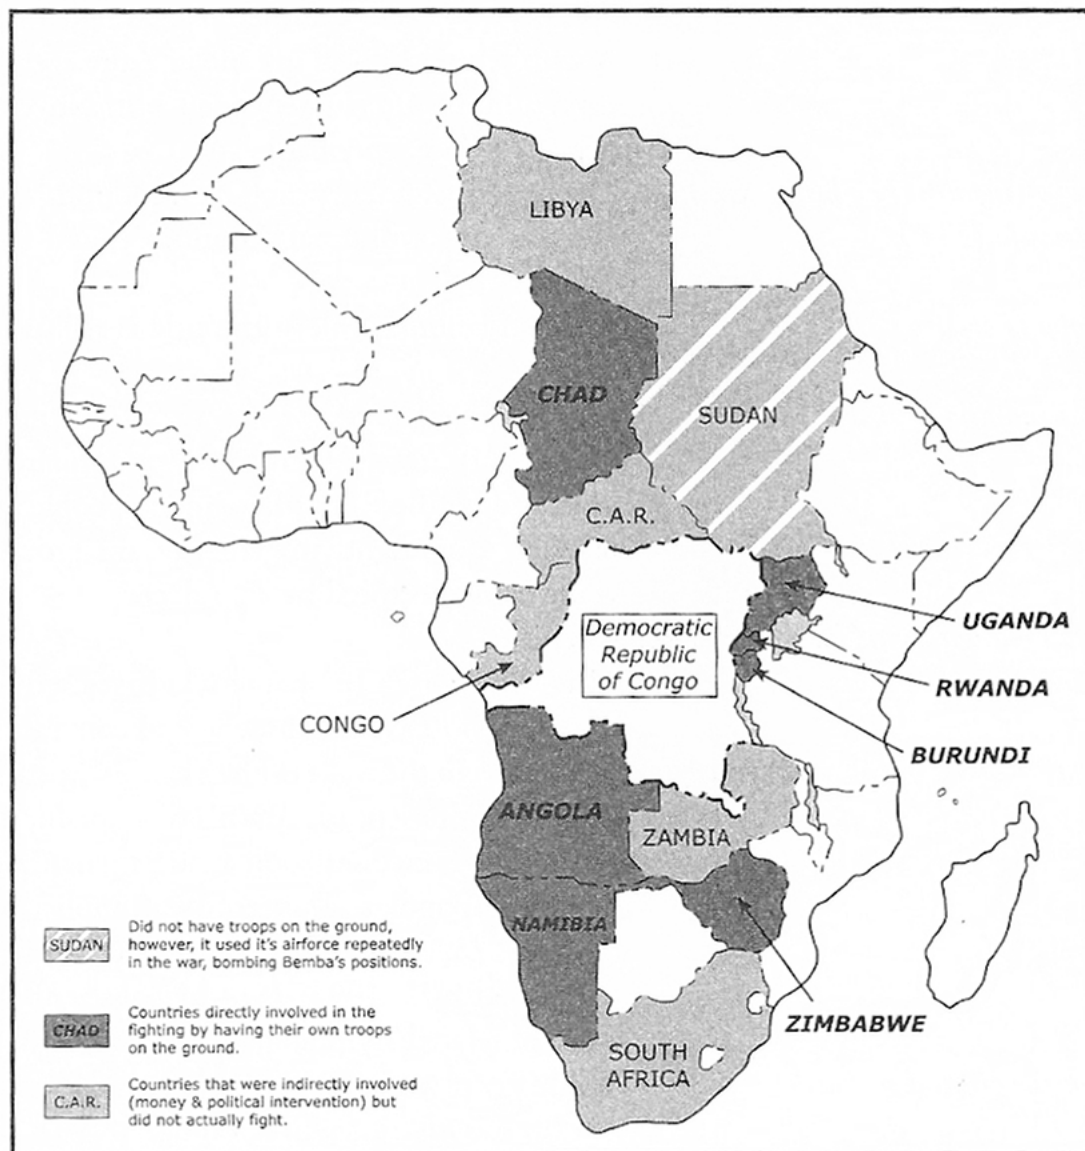 LIBYA
CHAD
SUDAN
C.A.R.
UGANDA
Democratic
Republic
of Congo
RWANDA
CONGO
BURUNDI
ANGOLA
ZAMBIA
NAMIBIA
ZIMBABWE
SOUTH
AFRICA
SUDAN
Did not have troops on the ground,
however, it used it's airforce repeatedly
in the war, bombing Bemba's positions.
CHAD
Countries directly involved in the
fighting by having their own troops
on the ground.
C.A.R.
Countries that were indirectly involved
(money & political intervention) but
did not actually fight.